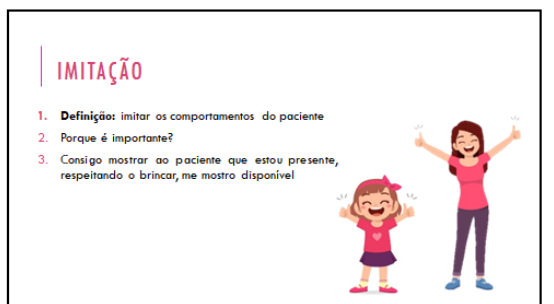 IMITAÇÃO
1. Definição: imitar os comportamentos do paciente
2. Porque é importante?
3. Consigo mostrar ao paciente que estou presente,
respeitando o brincar, me mostro disponível